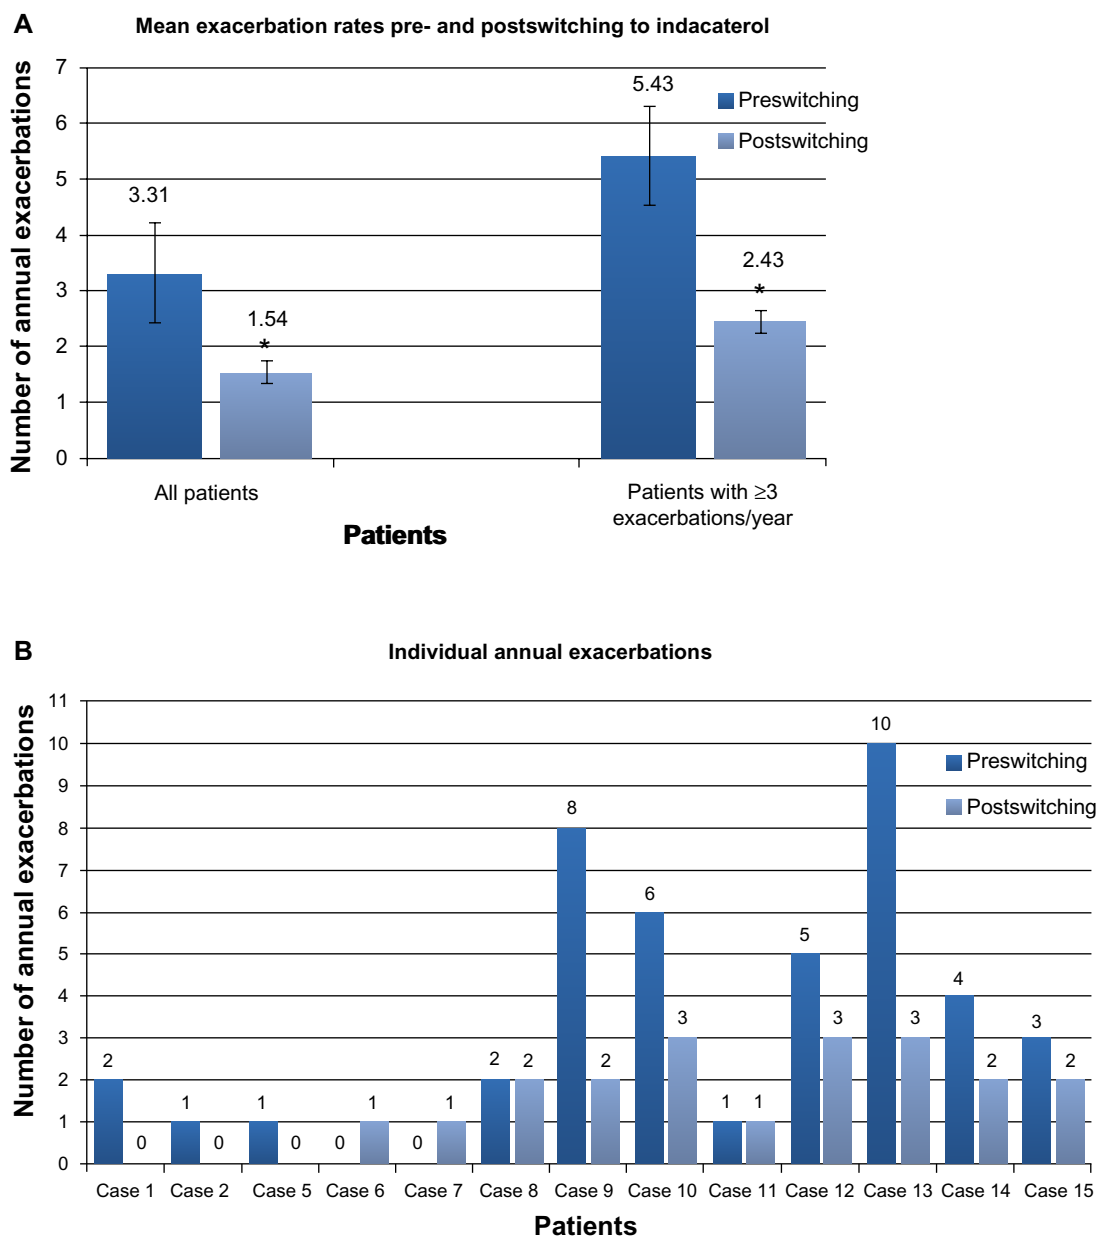 A
Mean exacerbation rates pre- and postswitching to indacaterol
Number of annual exacerbations
7
6
5
4
3
2
1
0
3.31
1.54
*
5.43
2.43
*
Preswitching
Postswitching
All patients
Patients with ≥3
exacerbations/year
Patients
B
Individual annual exacerbations
Number of annual exacerbations
11
10
9
8
7
6
5
4
3
2
1
0
2 0 1 0 1 0 0 1 0 1 2 2 8 2 6 3 1 1 5 3 10 3 4 2 3 2
Preswitching
Postswitching
Case 1 Case 2 Case 5 Case 6 Case 7 Case 8 Case 9 Case 10 Case 11 Case 12 Case 13 Case 14 Case 15
Patients